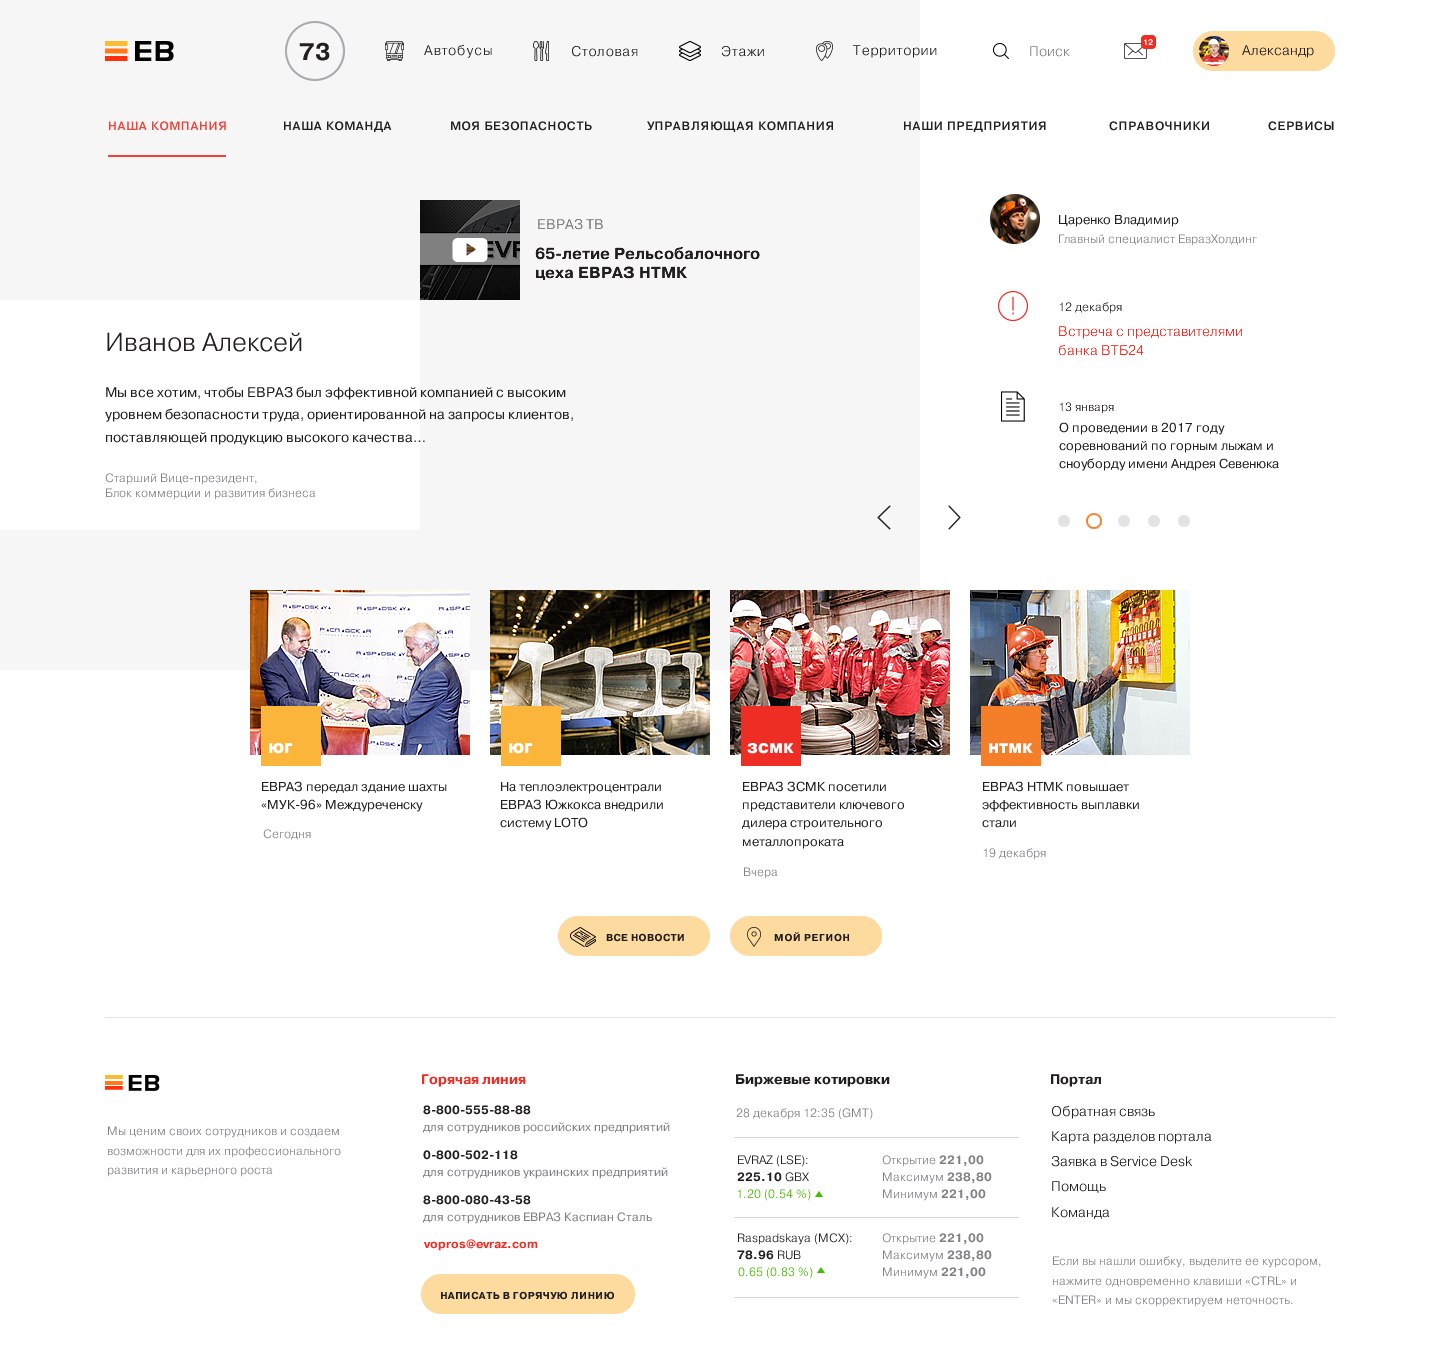 ЕВ
73
Автобусы
Столовая
Этажи
Территории
Поиск
12
Александр
НАША КОМПАНИЯ
НАША КОМАНДА
МОЯ БЕЗОПАСНОСТЬ
УПРАВЛЯЮЩАЯ КОМПАНИЯ
НАШИ ПРЕДПРИЯТИЯ
СПРАВОЧНИКИ
СЕРВИСЫ
ЕВРАЗ ТВ
65-летие Рельсобалочного
цеха ЕВРАЗ НТМК
Царенко Владимир
Главный специалист ЕвразХолдинг
12 декабря
Встреча с представителями
банка ВТБ24
13 января
О проведении в 2017 году
соревнований по горным лыжам и
сноуборду имени Андрея Севенюка
Иванов Алексей
Мы все хотим, чтобы ЕВРАЗ был эффективной компанией с высоким
уровнем безопасности труда, ориентированной на запросы клиентов,
поставляющей продукцию высокого качества...
Старший Вице-президент,
Блок коммерции и развития бизнеса
ЮГ
ЕВРАЗ передал здание шахты
«МУК-96» Междуреченску
Сегодня
ЮГ
На теплоэлектроцентрали
ЕВРАЗ Южкокса внедрили
систему LOTO
ЗСМК
ЕВРАЗ ЗСМК посетили
представители ключевого
дилера строительного
металлопроката
Вчера
НТМК
ЕВРАЗ НТМК повышает
эффективность выплавки
стали
19 декабря
ВСЕ НОВОСТИ
МОЙ РЕГИОН
ЕВ
Мы ценим своих сотрудников и создаем
возможности для их профессионального
развития и карьерного роста
Горячая линия
8-800-555-88-88
для сотрудников российских предприятий
0-800-502-118
для сотрудников украинских предприятий
8-800-080-43-58
для сотрудников ЕВРАЗ Каспиан Сталь
vopros@evraz.com
НАПИСАТЬ В ГОРЯЧУЮ ЛИНИЮ
Биржевые котировки
28 декабря 12:35 (GMT)
EVRAZ (LSE):
225.10 GBX
1.20 (0.54 %)
Открытие 221,00
Максимум 238,80
Минимум 221,00
Raspadskaya (MCX):
78.96 RUB
0.65 (0.83 %)
Открытие 221,00
Максимум 238,80
Минимум 221,00
Портал
Обратная связь
Карта разделов портала
Заявка в Service Desk
Помощь
Команда
Если вы нашли ошибку, выделите ее курсором,
нажмите одновременно клавиши «CTRL» и
«ENTER» и мы скорректируем неточность.